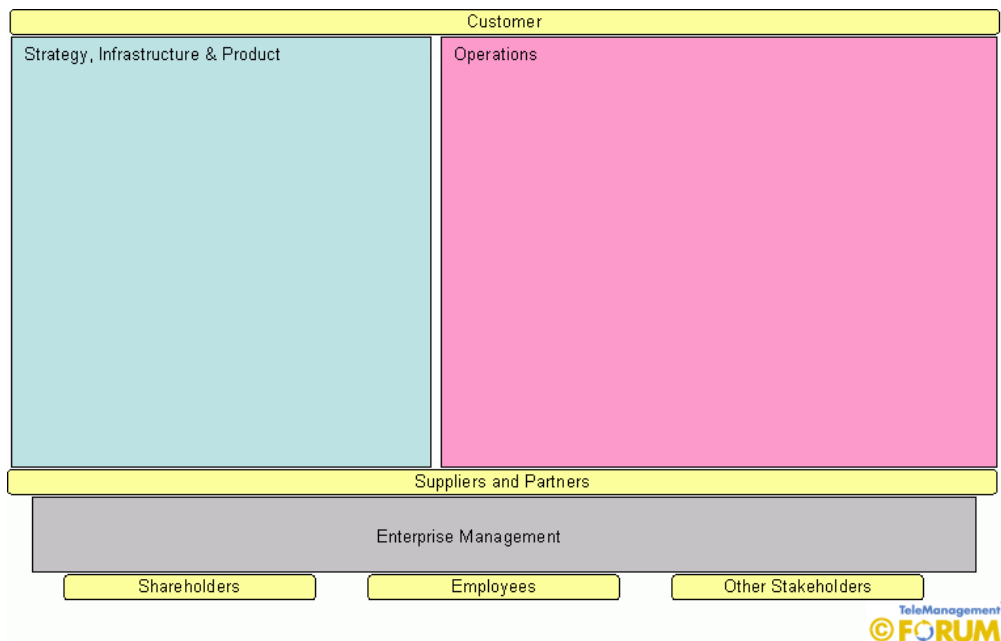 Customer
Strategy, Infrastructure & Product
Operations
Suppliers and Partners
Enterprise Management
Shareholders
Employees
Other Stakeholders
TeleManagement
© FORUM